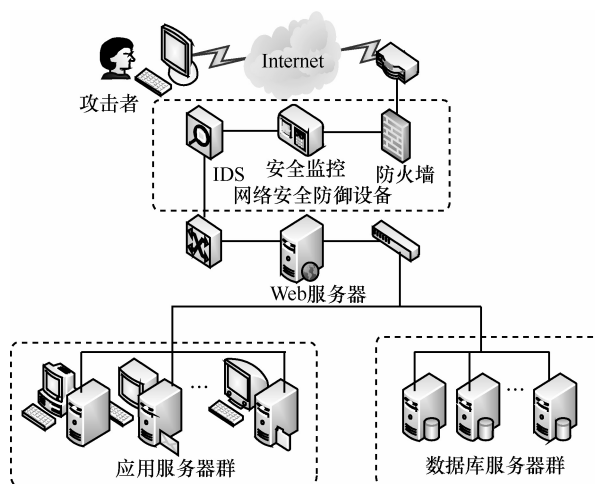 Internet
攻击者
IDS
安全监控
防火墙
网络安全防御设备
Web服务器
...
...
应用服务器群
数据库服务器群